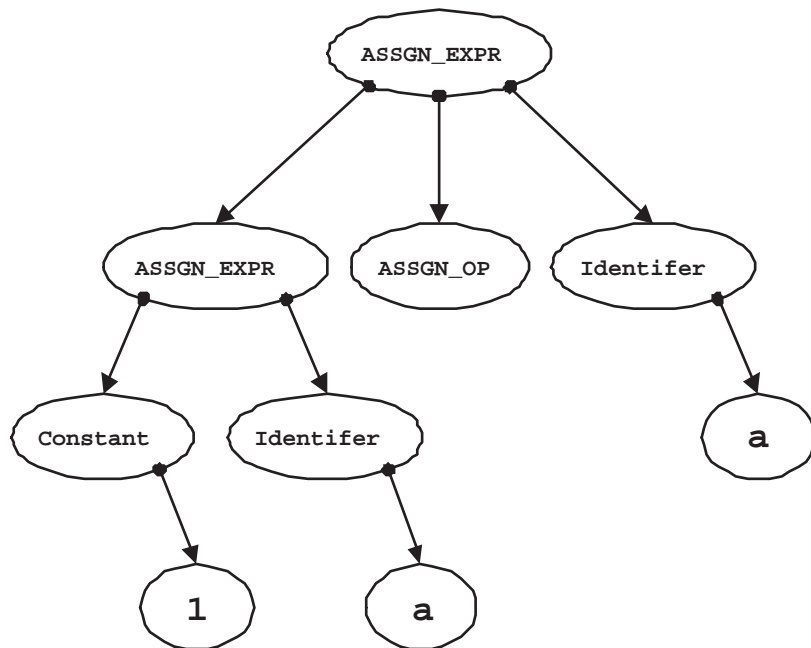 ASSGN_EXPR
ASSGN_EXPR
ASSGN_OP
Identifer
Constant
Identifer
a
1
a